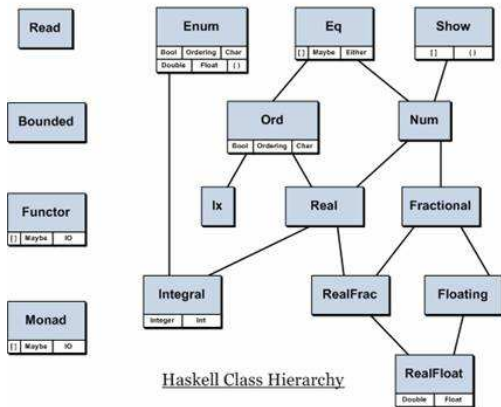 Read
Enum
Bool Ordering Char
Double Float ( )
Eq
[ ] Maybe Either
Show
[ ] ( )
Bounded
Ord
Bool Ordering Char
Num
Functor
[ ] Maybe IO
Ix
Real
Fractional
Monad
[ ] Maybe IO
Integral
Integer Int
RealFrac
Floating
RealFloat
Double Float
Haskell Class Hierarchy